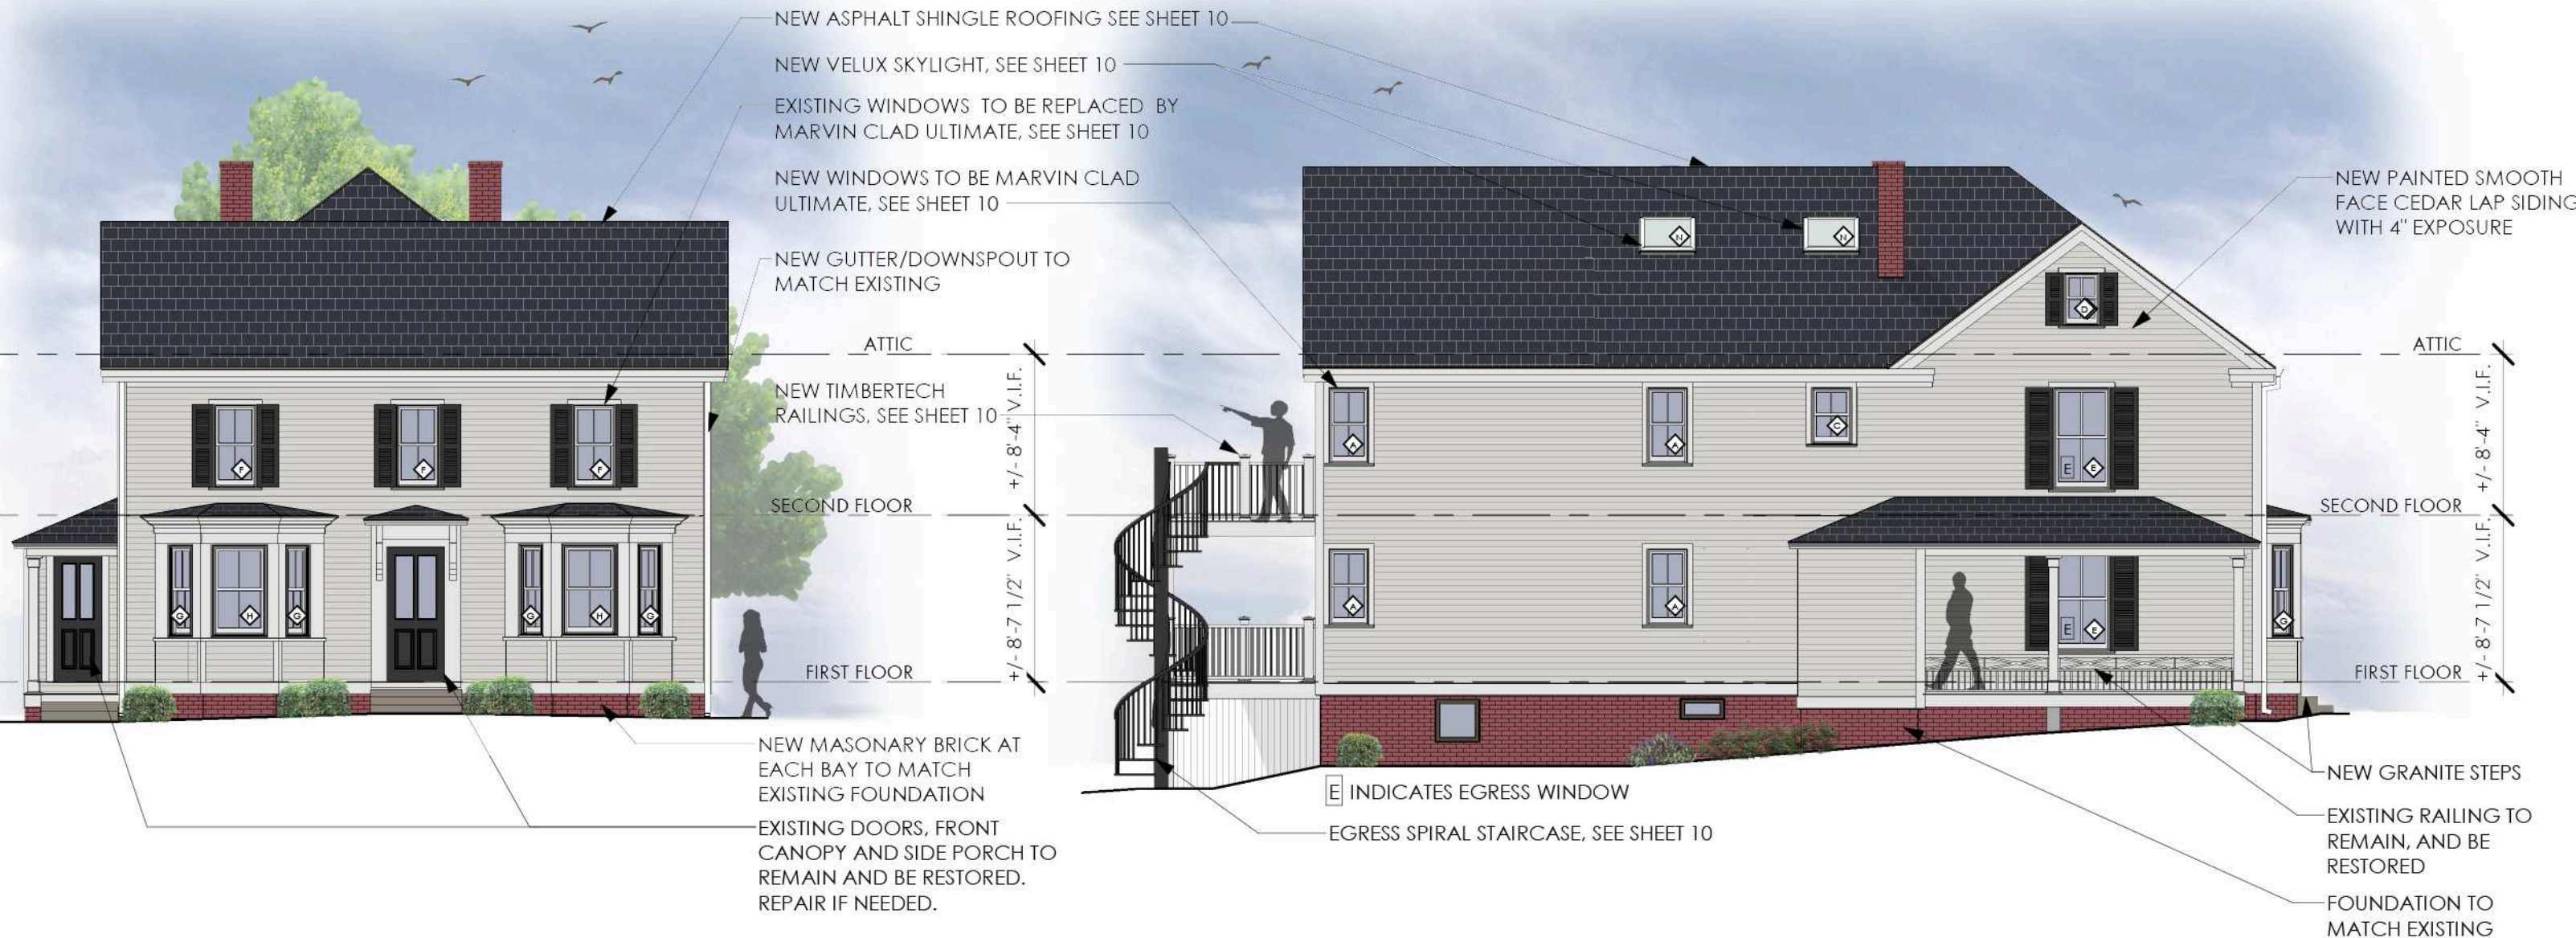 NEW ASPHALT SHINGLE ROOFING SEE SHEET 10
NEW VELUX SKYLIGHT, SEE SHEET 10
EXISTING WINDOWS TO BE REPLACED BY
MARVIN CLAD ULTIMATE, SEE SHEET 10
NEW WINDOWS TO BE MARVIN CLAD
ULTIMATE, SEE SHEET 10
NEW GUTTER/DOWNSPOUT TO
MATCH EXISTING
ATTIC
NEW TIMBERTECH
RAILINGS, SEE SHEET 10
+/- 8'-4" V.I.F.
SECOND FLOOR
+/- 8'-7 1/2" V.I.F.
FIRST FLOOR
F
F
F
G
H
G
G
H
G
NEW MASONARY BRICK AT
EACH BAY TO MATCH
EXISTING FOUNDATION
EXISTING DOORS, FRONT
CANOPY AND SIDE PORCH TO
REMAIN AND BE RESTORED.
REPAIR IF NEEDED.
N
N
D
A
A
C
E
E
A
A
E
E
G
E INDICATES EGRESS WINDOW
EGRESS SPIRAL STAIRCASE, SEE SHEET 10
NEW PAINTED SMOOTH
FACE CEDAR LAP SIDING
WITH 4" EXPOSURE
ATTIC
+/- 8'-4" V.I.F.
SECOND FLOOR
+/- 8'-7 1/2" V.I.F.
FIRST FLOOR
NEW GRANITE STEPS
EXISTING RAILING TO
REMAIN, AND BE
RESTORED
FOUNDATION TO
MATCH EXISTING